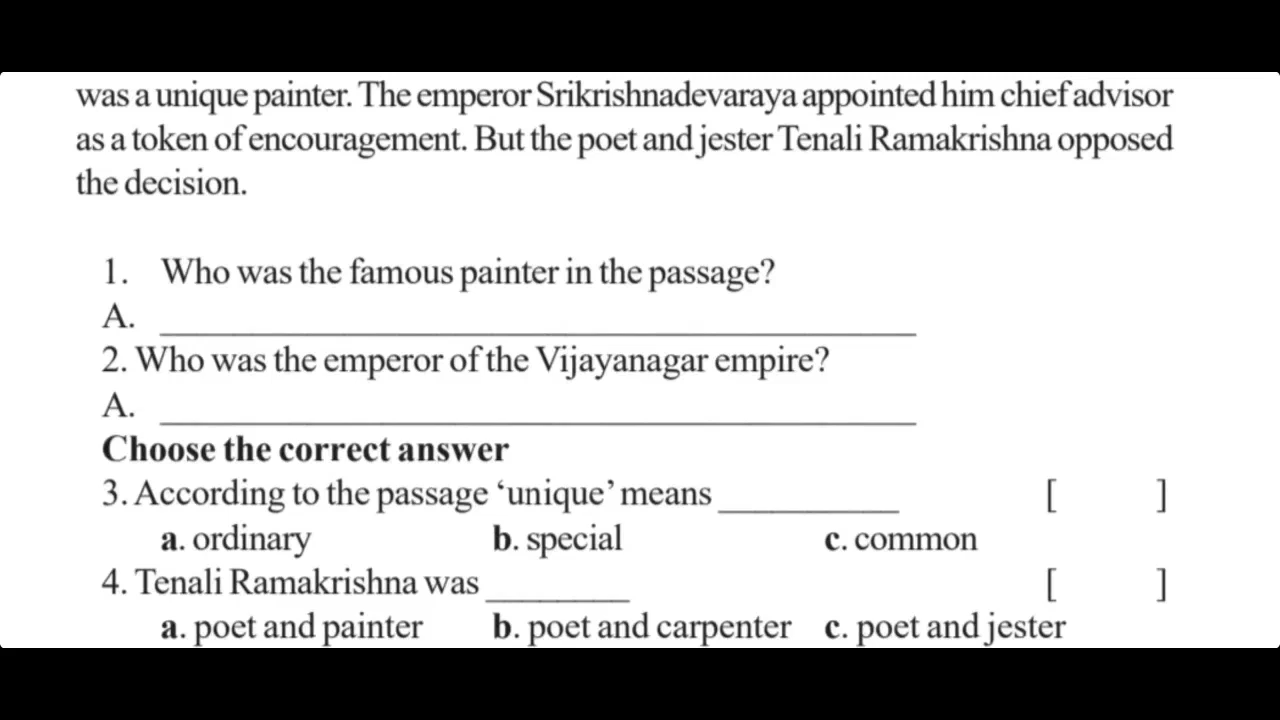 was a unique painter. The emperor Srikrishnadevaraya appointed him chief advisor
as a token of encouragement. But the poet and jester Tenali Ramakrishna opposed
the decision.
1. Who was the famous painter in the passage?
A. ____________________
2. Who was the emperor of the Vijayanagar empire?
A. ____________________
Choose the correct answer
3. According to the passage ‘unique’ means __________ [ ]
a. ordinary b. special c. common
4. Tenali Ramakrishna was ________ [ ]
a. poet and painter b. poet and carpenter c. poet and jester